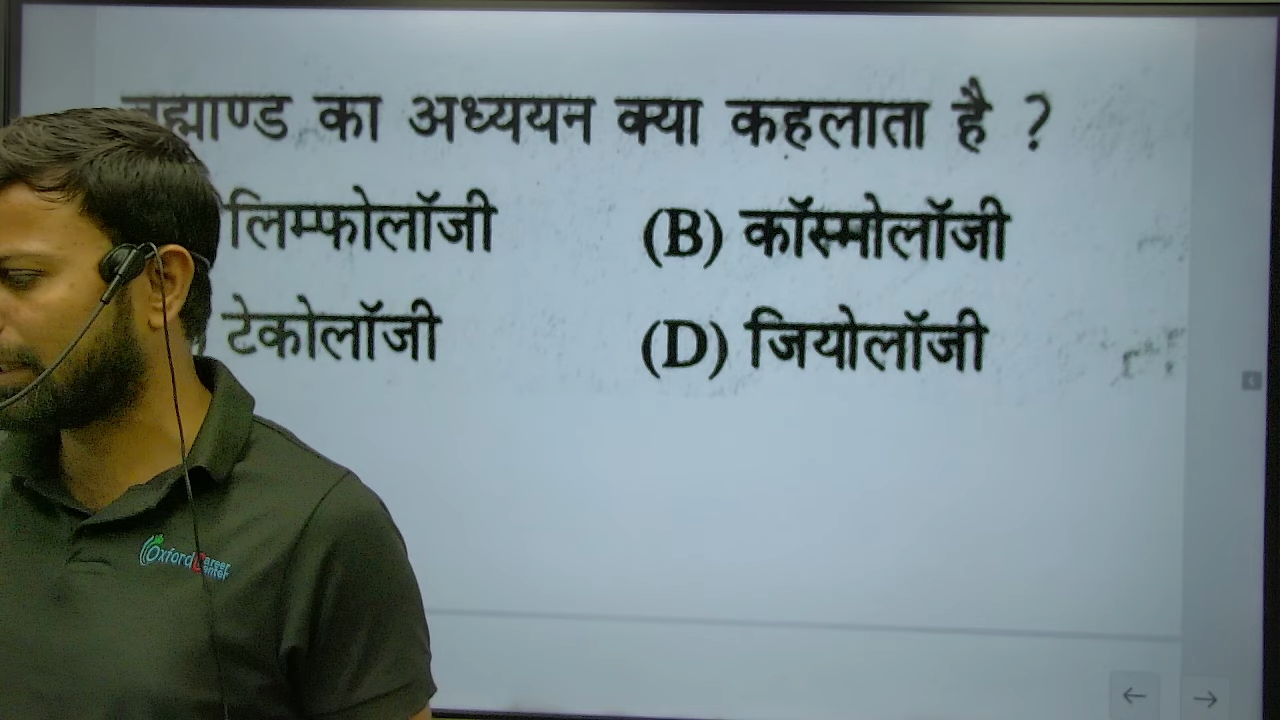 ब्रह्माण्ड का अध्ययन क्या कहलाता है ?
लिम्फोलॉजी (B) कॉस्मोलॉजी
टेकोलॉजी (D) जियोलॉजी
Oxford Career Center